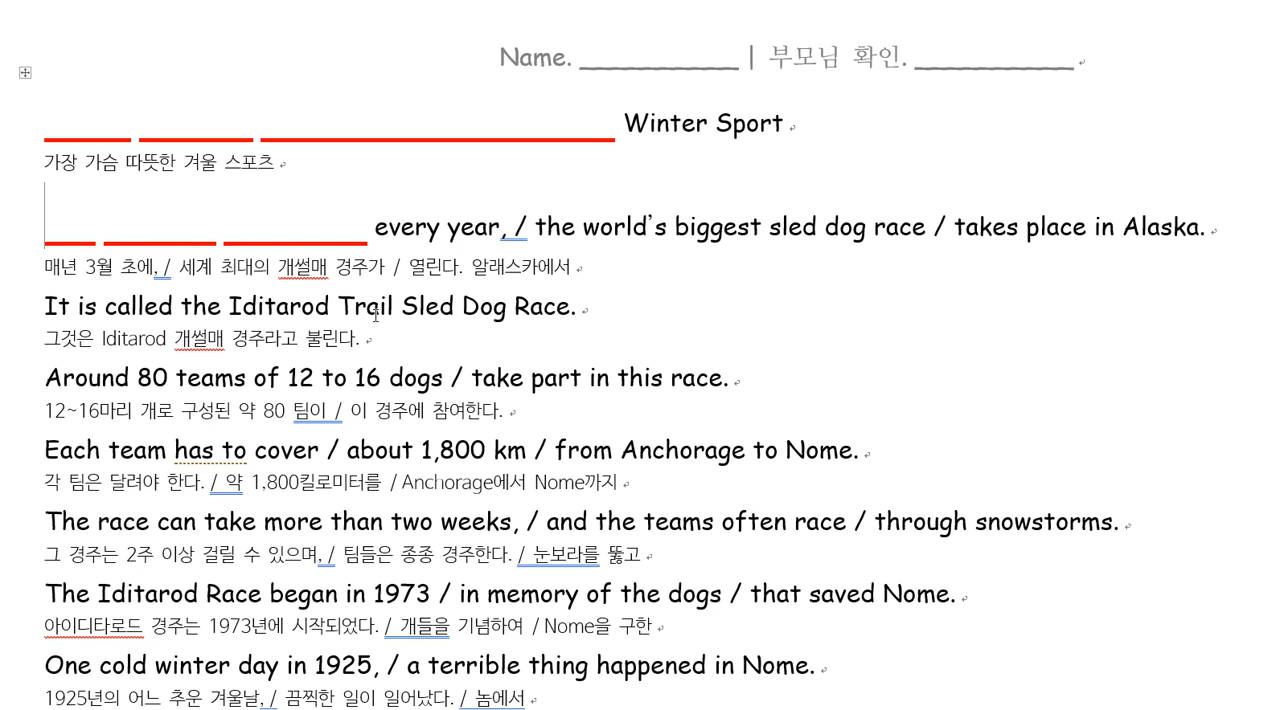 Name. __________ | 부모님 확인. __________
Winter Sport
가장 가슴 따뜻한 겨울 스포츠
every year, / the world's biggest sled dog race / takes place in Alaska.
매년 3월 초에, / 세계 최대의 개썰매 경주가 / 열린다. 알래스카에서
It is called the Iditarod Trail Sled Dog Race.
그것은 Iditarod 개썰매 경주라고 불린다.
Around 80 teams of 12 to 16 dogs / take part in this race.
12~16마리 개로 구성된 약 80 팀이 / 이 경주에 참여한다.
Each team has to cover / about 1,800 km / from Anchorage to Nome.
각 팀은 달려야 한다. / 약 1,800킬로미터를 / Anchorage에서 Nome까지
The race can take more than two weeks, / and the teams often race / through snowstorms.
그 경주는 2주 이상 걸릴 수 있으며, / 팀들은 종종 경주한다. / 눈보라를 뚫고
The Iditarod Race began in 1973 / in memory of the dogs / that saved Nome.
아이디타로드 경주는 1973년에 시작되었다. / 개들을 기념하여 / Nome을 구한
One cold winter day in 1925, / a terrible thing happened in Nome.
1925년의 어느 추운 겨울날, / 끔찍한 일이 일어났다. / 놈에서